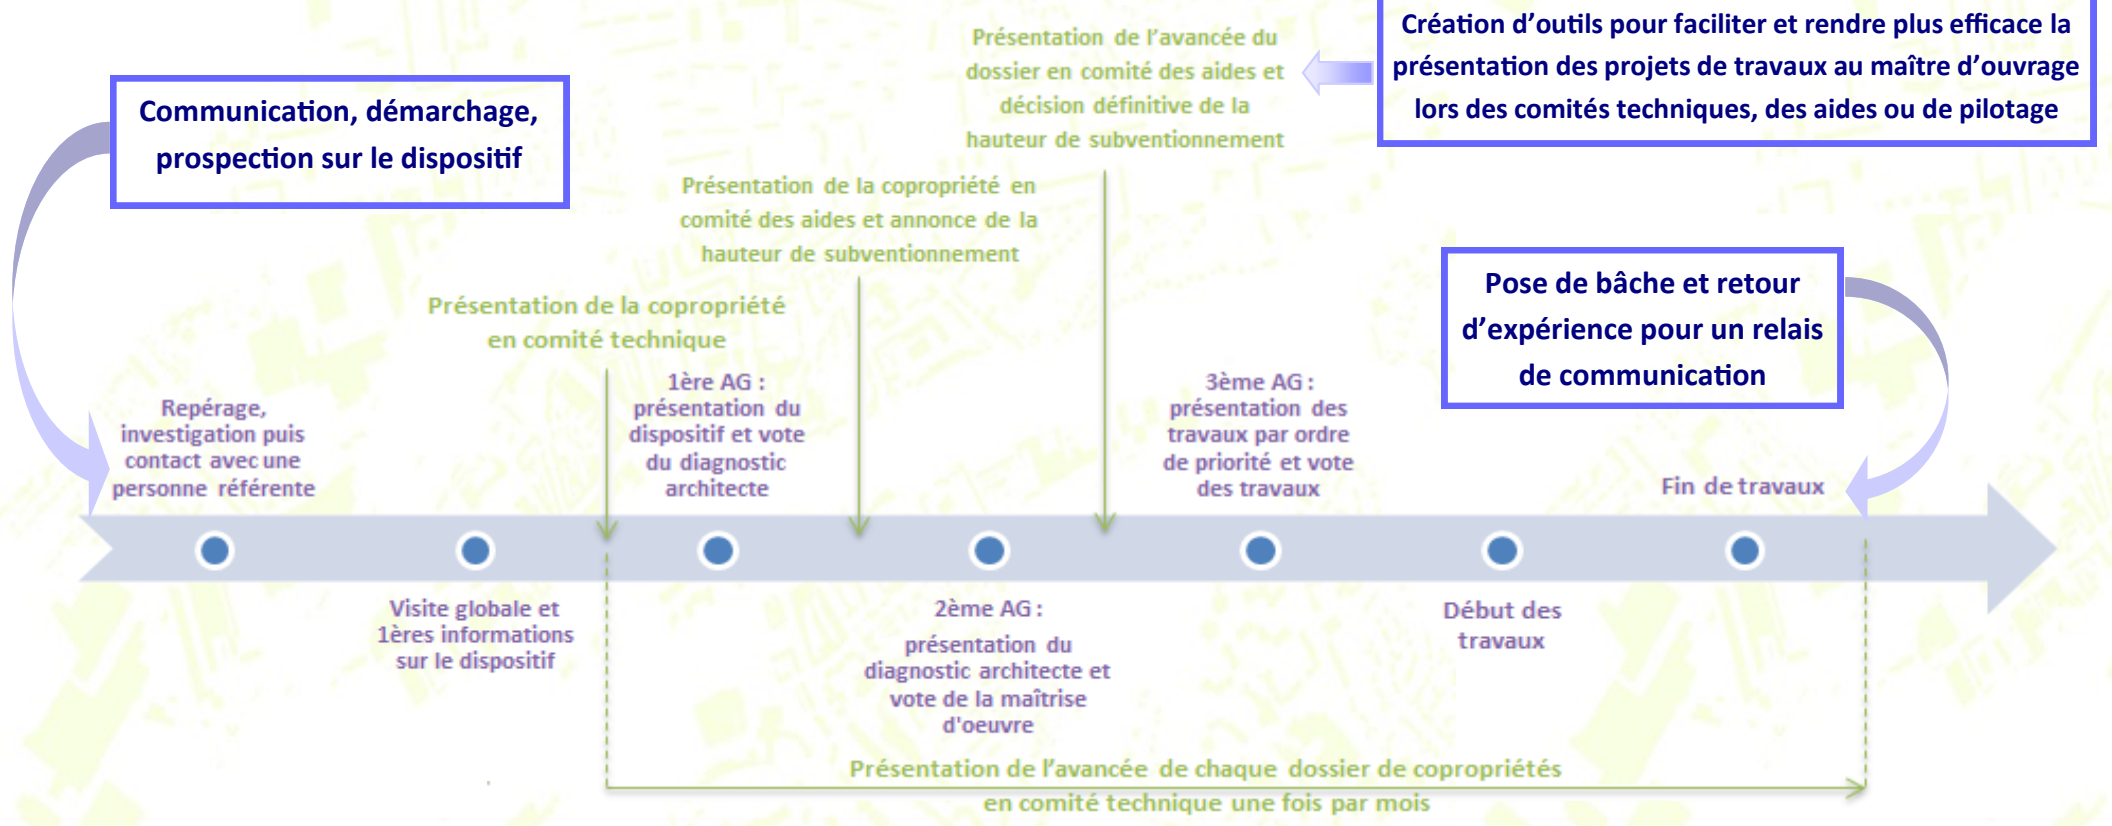 Création d’outils pour faciliter et rendre plus efficace la
présentation des projets de travaux au maître d’ouvrage
lors des comités techniques, des aides ou de pilotage
Présentation de l’avancée du
dossier en comité des aides et
décision définitive de la
hauteur de subventionnement
Communication, démarchage,
prospection sur le dispositif
Présentation de la copropriété en
comité des aides et annonce de la
hauteur de subventionnement
Pose de bâche et retour
d’expérience pour un relais
de communication
Présentation de la copropriété
en comité technique
Repérage,
investigation puis
contact avec une
personne référente
1ère AG :
présentation du
dispositif et vote
du diagnostic
architecte
3ème AG :
présentation des
travaux par ordre
de priorité et vote
des travaux
Fin de travaux
Visite globale et
1ères informations
sur le dispositif
2ème AG :
présentation du
diagnostic architecte et
vote de la maîtrise
d'oeuvre
Début des
travaux
Présentation de l’avancée de chaque dossier de copropriétés
en comité technique une fois par mois